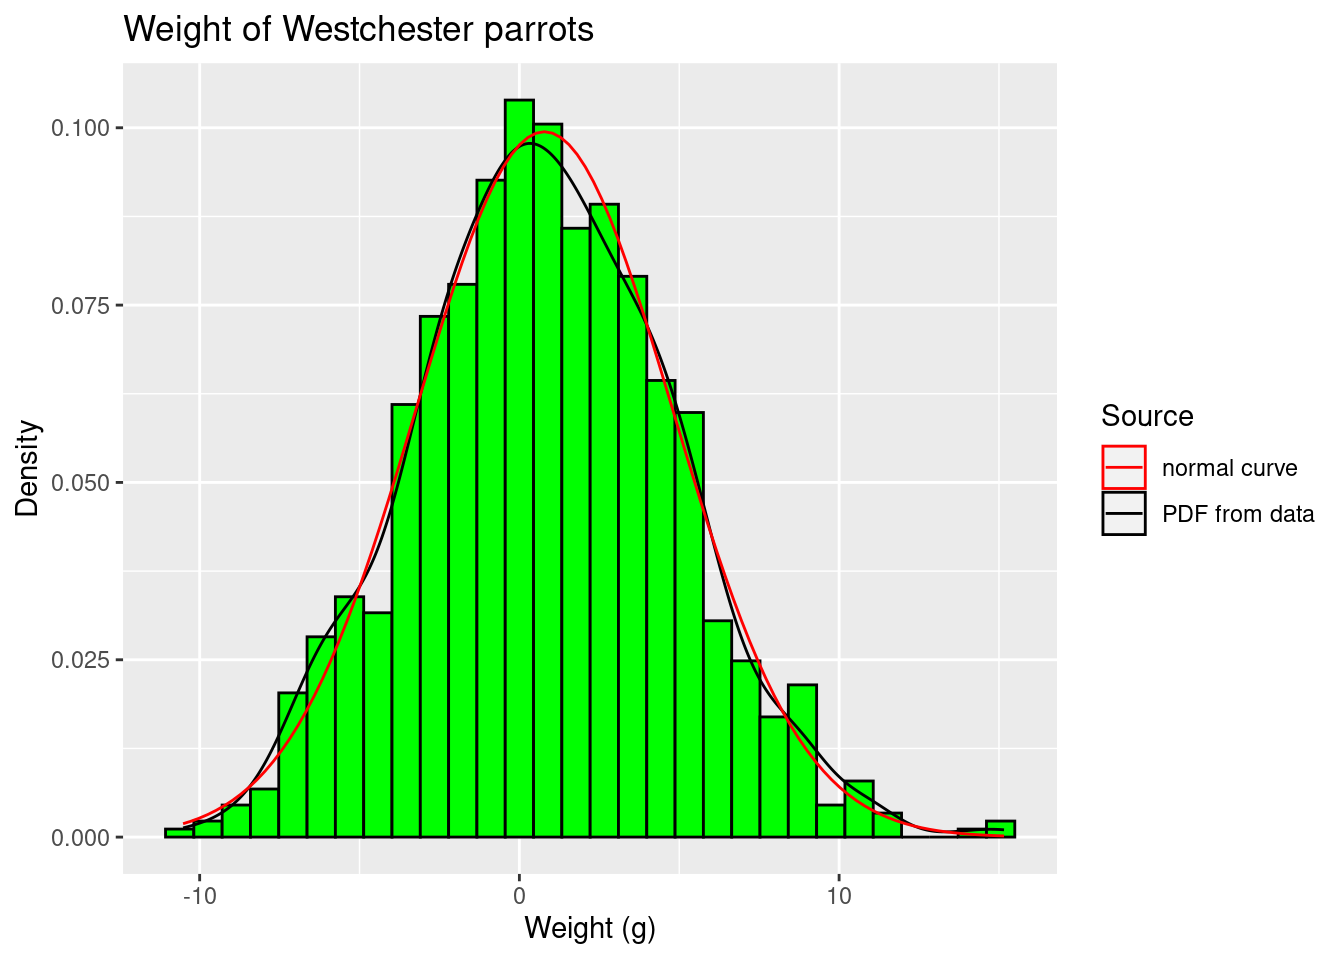 Weight of Westchester parrots
0.100
0.075
0.050
0.025
0.000
Density
-10
0
10
Weight (g)
Source
normal curve
PDF from data